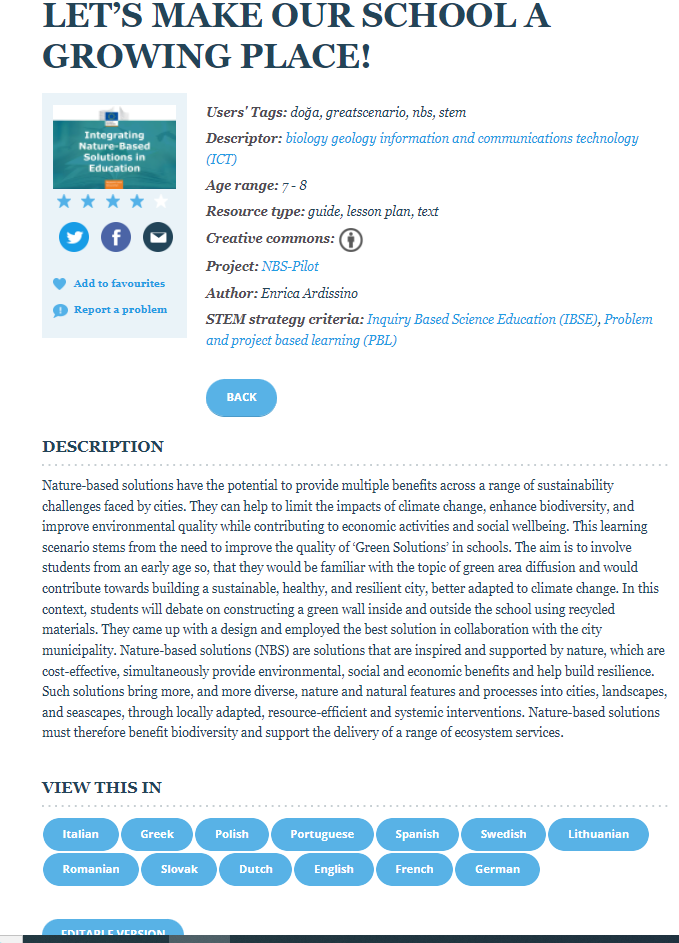 LET’S MAKE OUR SCHOOL A
GROWING PLACE!
Integrating
Nature-Based
Solutions in
Education
Add to favourites
Report a problem
Users' Tags: doğa, greatscenario, nbs, stem
Descriptor: biology geology information and communications technology
(ICT)
Age range: 7 - 8
Resource type: guide, lesson plan, text
Creative commons:
Project: NBS-Pilot
Author: Enrica Ardissino
STEM strategy criteria: Inquiry Based Science Education (IBSE), Problem
and project based learning (PBL)
BACK
DESCRIPTION
Nature-based solutions have the potential to provide multiple benefits across a range of sustainability
challenges faced by cities. They can help to limit the impacts of climate change, enhance biodiversity, and
improve environmental quality while contributing to economic activities and social wellbeing. This learning
scenario stems from the need to improve the quality of ‘Green Solutions’ in schools. The aim is to involve
students from an early age so, that they would be familiar with the topic of green area diffusion and would
contribute towards building a sustainable, healthy, and resilient city, better adapted to climate change. In this
context, students will debate on constructing a green wall inside and outside the school using recycled
materials. They came up with a design and employed the best solution in collaboration with the city
municipality. Nature-based solutions (NBS) are solutions that are inspired and supported by nature, which are
cost-effective, simultaneously provide environmental, social and economic benefits and help build resilience.
Such solutions bring more, and more diverse, nature and natural features and processes into cities, landscapes,
and seascapes, through locally adapted, resource-efficient and systemic interventions. Nature-based solutions
must therefore benefit biodiversity and support the delivery of a range of ecosystem services.
VIEW THIS IN
Italian Greek Polish Portuguese Spanish Swedish Lithuanian
Romanian Slovak Dutch English French German
EDITABLE VERSION